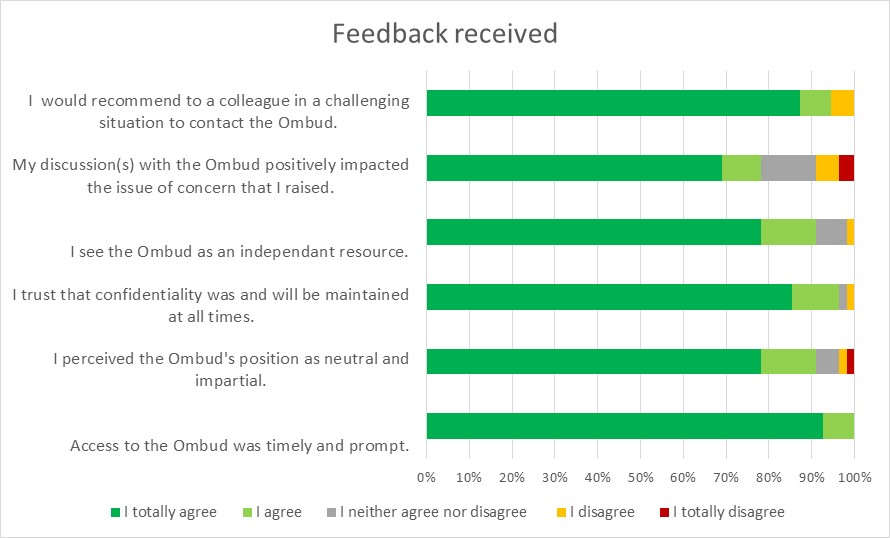 Feedback received
I  would recommend to a colleague in a challenging
situation to contact the Ombud.
My discussion(s) with the Ombud positively impacted
the issue of concern that I raised.
I see the Ombud as an independant resource.
I trust that confidentiality was and will be maintained
at all times.
I perceived the Ombud's position as neutral and
impartial.
Access to the Ombud was timely and prompt.
0% 10% 20% 30% 40% 50% 60% 70% 80% 90% 100%
I totally agree I agree I neither agree nor disagree I disagree I totally disagree